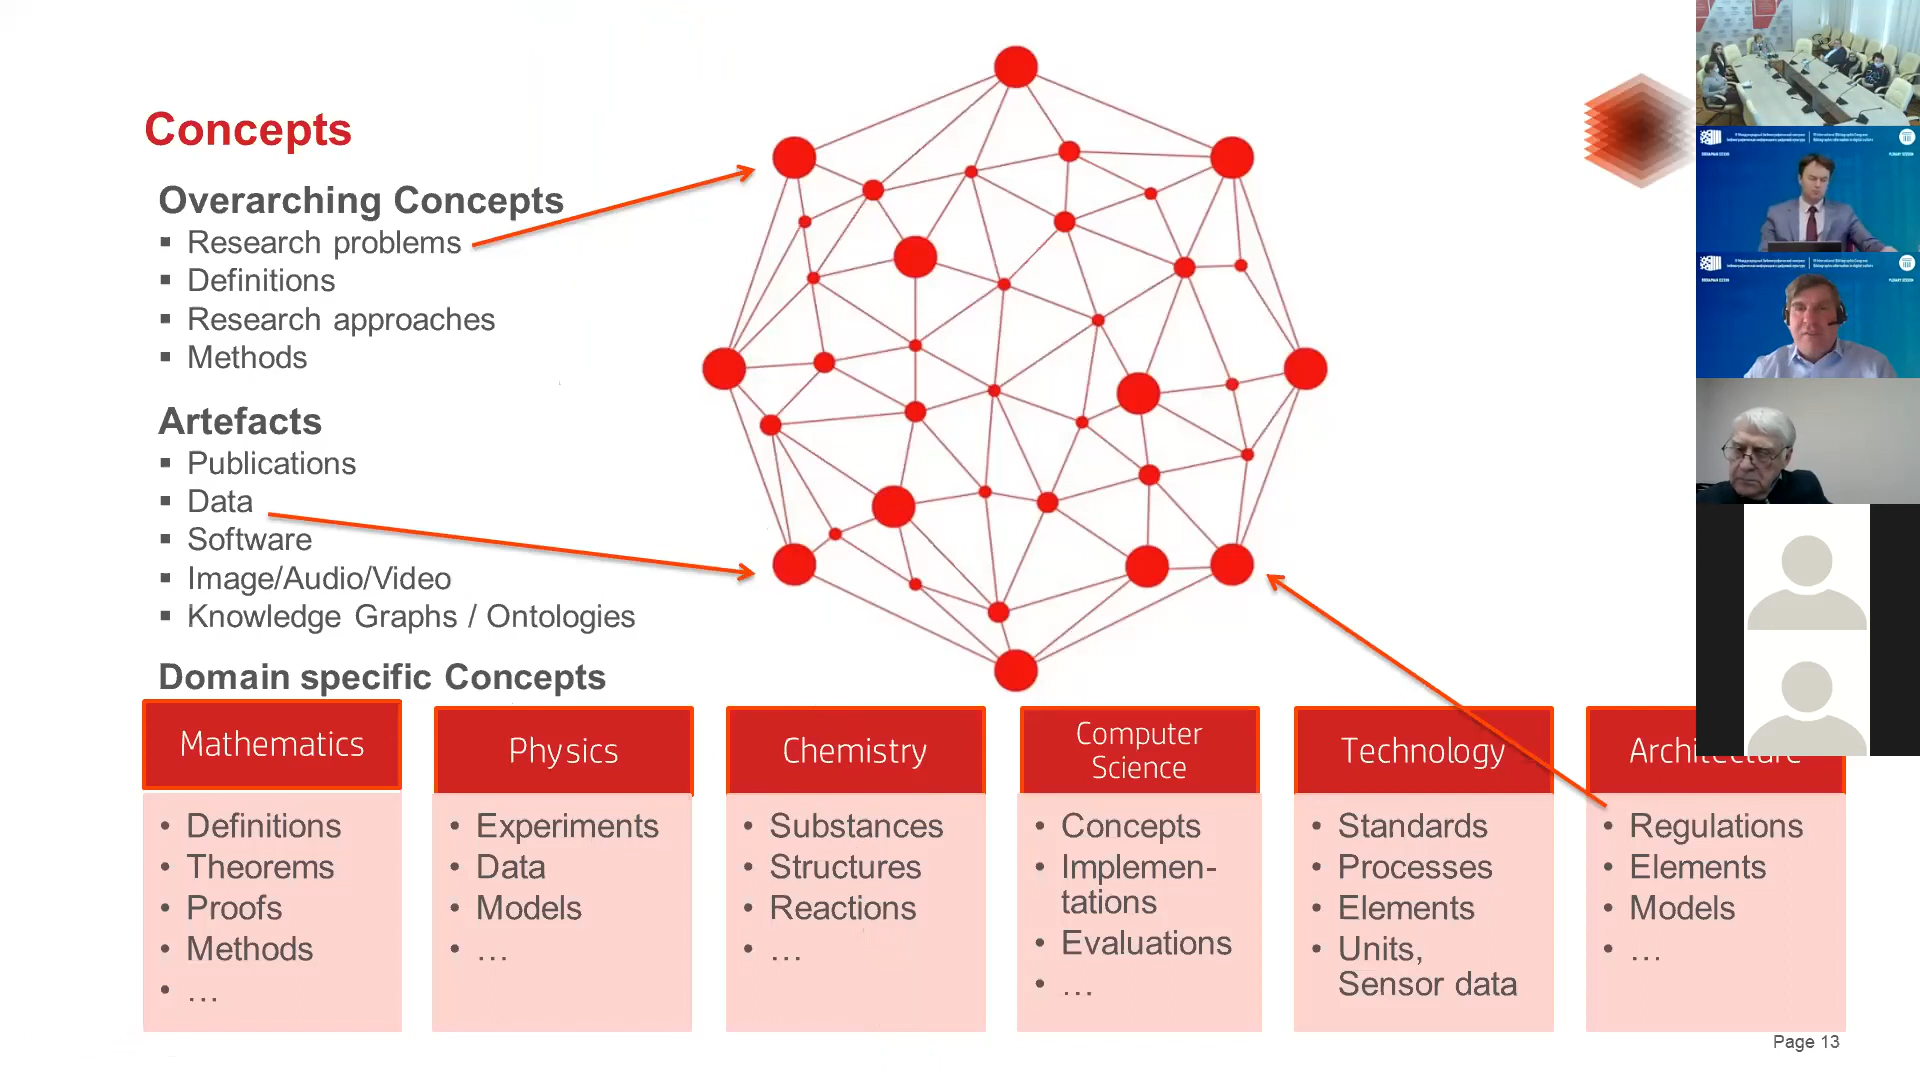 Concepts
Overarching Concepts
▪ Research problems
▪ Definitions
▪ Research approaches
▪ Methods
Artefacts
▪ Publications
▪ Data
▪ Software
▪ Image/Audio/Video
▪ Knowledge Graphs / Ontologies
Domain specific Concepts
Mathematics
• Definitions
• Theorems
• Proofs
• Methods
• …
Physics
• Experiments
• Data
• Models
• …
Chemistry
• Substances
• Structures
• Reactions
• …
Computer
Science
• Concepts
• Implemen-
tations
• Evaluations
• …
Technology
• Standards
• Processes
• Elements
• Units,
Sensor data
Architecture
• Regulations
• Elements
• Models
• …
Page 13